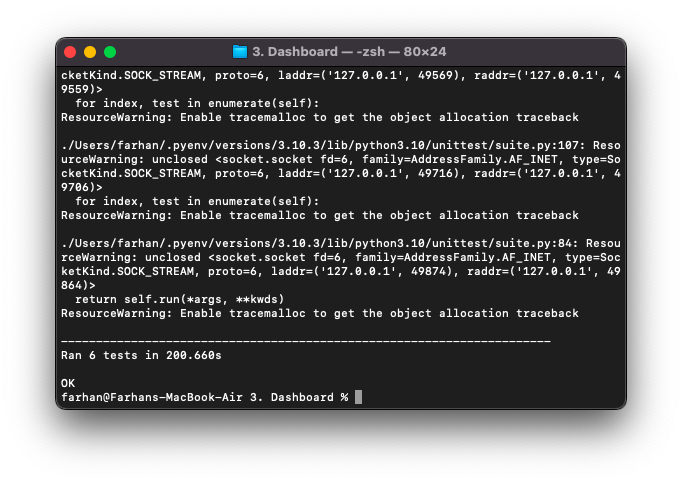 3. Dashboard — -zsh — 80×24
cketKind.SOCK_STREAM, proto=6, laddr=('127.0.0.1', 49569), raddr=('127.0.0.1', 4
9559)>
  for index, test in enumerate(self):
ResourceWarning: Enable tracemalloc to get the object allocation traceback

./Users/farhan/.pyenv/versions/3.10.3/lib/python3.10/unittest/suite.py:107: Reso
urceWarning: unclosed <socket.socket fd=6, family=AddressFamily.AF_INET, type=So
cketKind.SOCK_STREAM, proto=6, laddr=('127.0.0.1', 49716), raddr=('127.0.0.1', 4
9706)>
  for index, test in enumerate(self):
ResourceWarning: Enable tracemalloc to get the object allocation traceback

./Users/farhan/.pyenv/versions/3.10.3/lib/python3.10/unittest/suite.py:84: Resou
rceWarning: unclosed <socket.socket fd=6, family=AddressFamily.AF_INET, type=Soc
ketKind.SOCK_STREAM, proto=6, laddr=('127.0.0.1', 49874), raddr=('127.0.0.1', 49
864)>
  return self.run(*args, **kwds)
ResourceWarning: Enable tracemalloc to get the object allocation traceback

----------------------------------------------------------------------
Ran 6 tests in 200.660s

OK
farhan@Farhans-MacBook-Air 3. Dashboard %